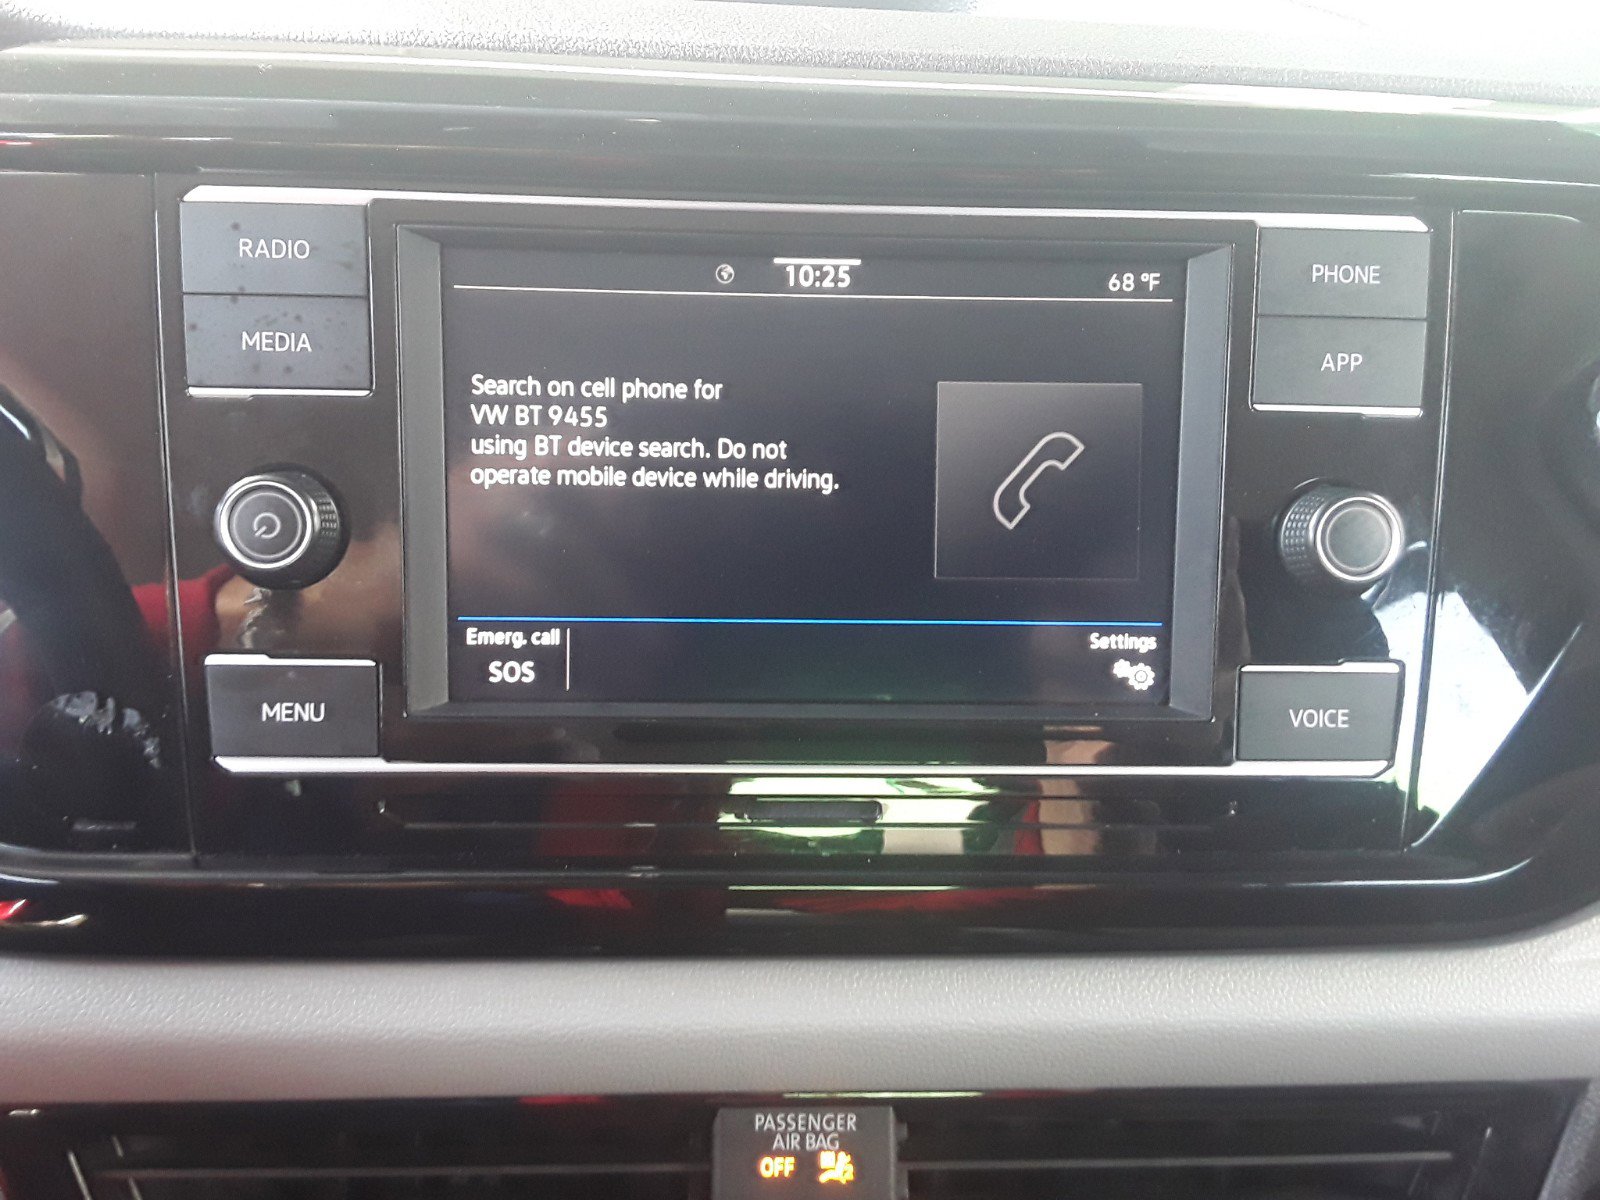 RADIO
MEDIA
MENU
10:25
68 °F
Search on cell phone for
VW BT 9455
using BT device search. Do not
operate mobile device while driving.
Emerg. call
SOS
Settings
PHONE
APP
VOICE
PASSENGER
AIR BAG
OFF